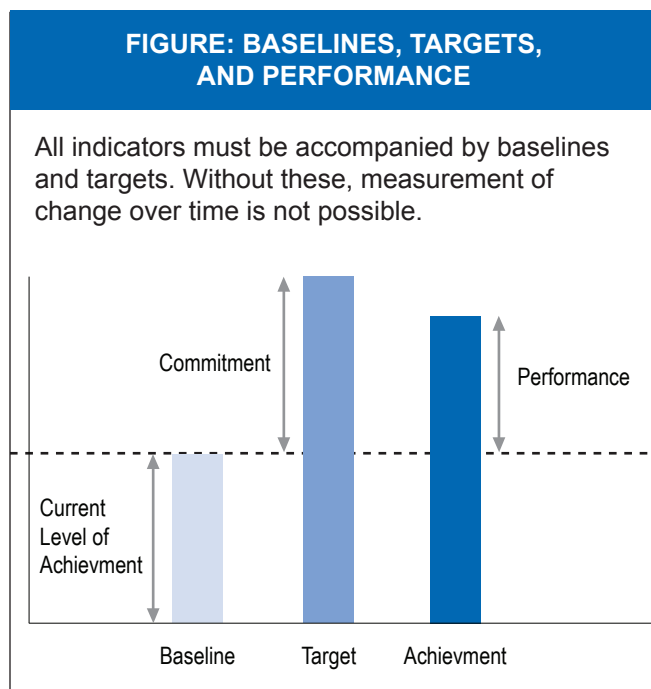 FIGURE: BASELINES, TARGETS,
AND PERFORMANCE
All indicators must be accompanied by baselines
and targets. Without these, measurement of
change over time is not possible.
Commitment
Performance
Current
Level of
Achievment
Baseline
Target
Achievment